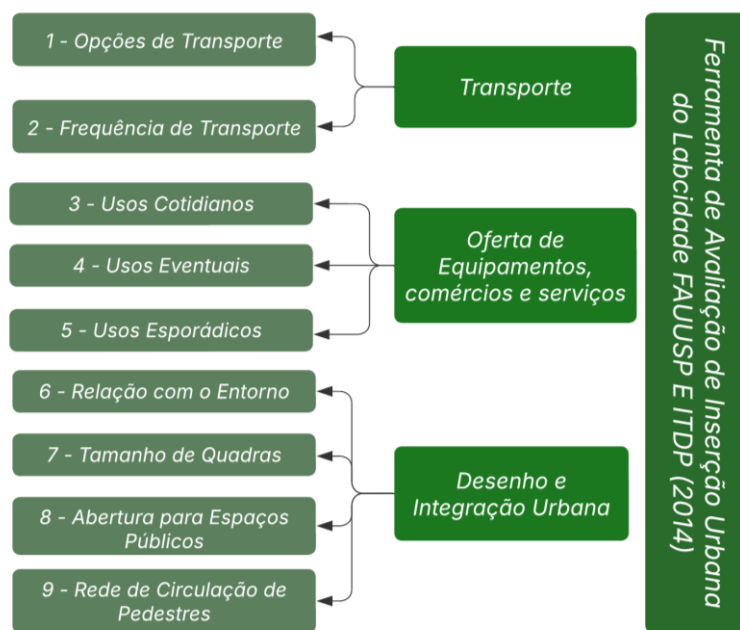 1 - Opções de Transporte
2 - Frequência de Transporte
Transporte
3 - Usos Cotidianos
4 - Usos Eventuais
5 - Usos Esporádicos
Oferta de
Equipamentos,
comércios e serviços
6 - Relação com o Entorno
7 - Tamanho de Quadras
8 - Abertura para Espaços
Públicos
9 - Rede de Circulação de
Pedestres
Desenho e
Integração Urbana
Ferramenta de Avaliação de Inserção Urbana
do Labcidade FAUUSP E ITDP (2014)